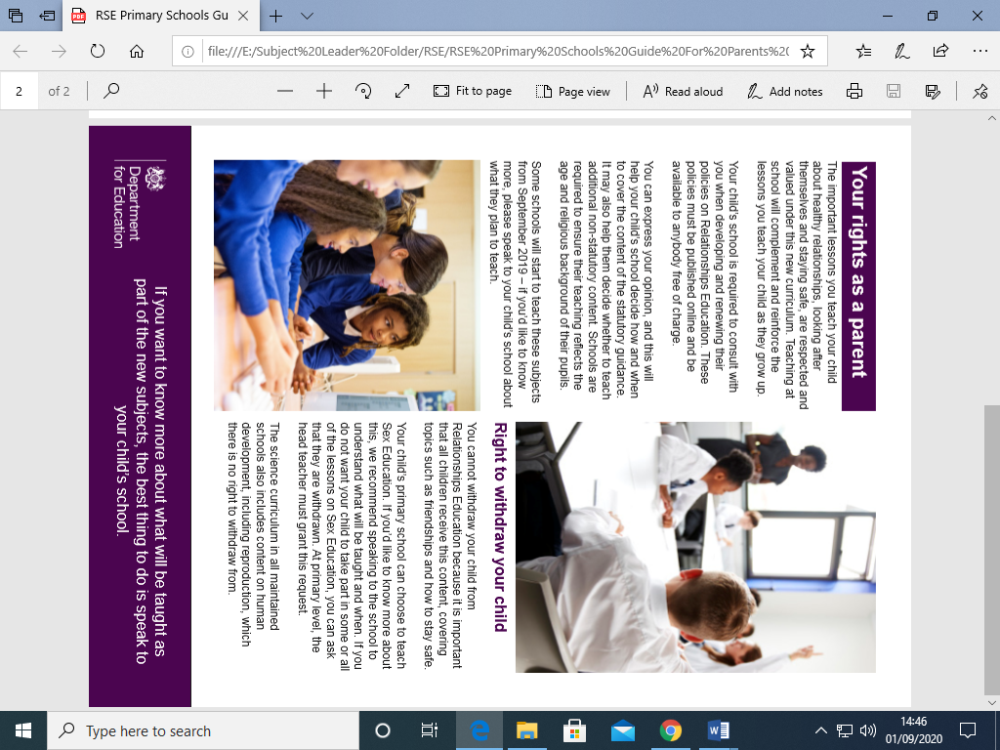 RSE Primary Schools Gu
file:///E:/Subject%20Leader%20Folder/RSE/RSE%20Primary%20Schools%20Guide%20For%20Parents%20(
2 of 2
Fit to page
Page view
Read aloud
Add notes
Your rights as a parent
The important lessons you teach your child
about healthy relationships, looking after
themselves and staying safe, are respected and
valued under this new curriculum. Teaching at
school will complement and reinforce the
lessons you teach your child as they grow up.
Your child's school is required to consult with
you when developing and renewing their
policies on Relationships Education. These
policies must be published online and be
available to anybody free of charge.
You can express your opinion, and this will
help your child's school decide how and when
to cover the content of the statutory guidance.
It may also help them decide whether to teach
additional non-statutory content. Schools are
required to ensure their teaching reflects the
age and religious background of their pupils.
Some schools will start to teach these subjects
from September 2019 – if you'd like to know
more, please speak to your child's school about
what they plan to teach.
Right to withdraw your child
You cannot withdraw your child from
Relationships Education because it is important
that all children receive this content, covering
topics such as friendships and how to stay safe.
Your child's primary school can choose to teach
Sex Education. If you'd like to know more about
this, we recommend speaking to the school to
understand what will be taught and when. If you
do not want your child to take part in some or all
of the lessons on Sex Education, you can ask
that they are withdrawn. At primary level, the
head teacher must grant this request.
The science curriculum in all maintained
schools also includes content on human
development, including reproduction, which
there is no right to withdraw from.
Department
for Education
If you want to know more about what will be taught as
part of the new subjects, the best thing to do is speak to
your child's school.
Type here to search
14:46
01/09/2020